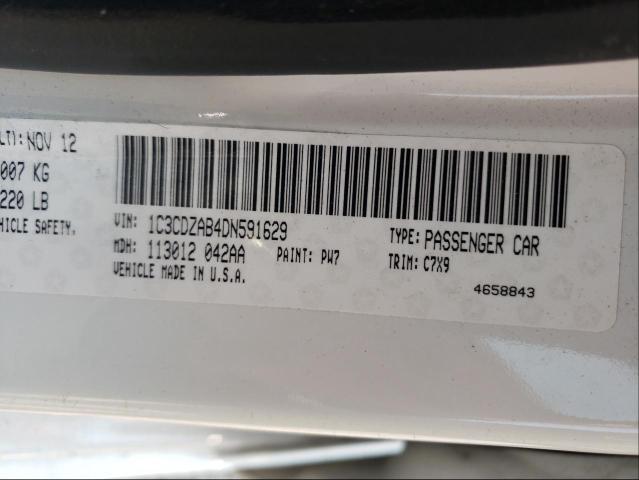 LT): NOV 12
007 KG
220 LB
HICLE SAFETY,
VIN: 1C3CDZAB4DN591629
TYPE: PASSENGER CAR
MDH: 113012 042AA PAINT: PW7
TRIM: C7X9
VEHICLE MADE IN U.S.A.
4658843